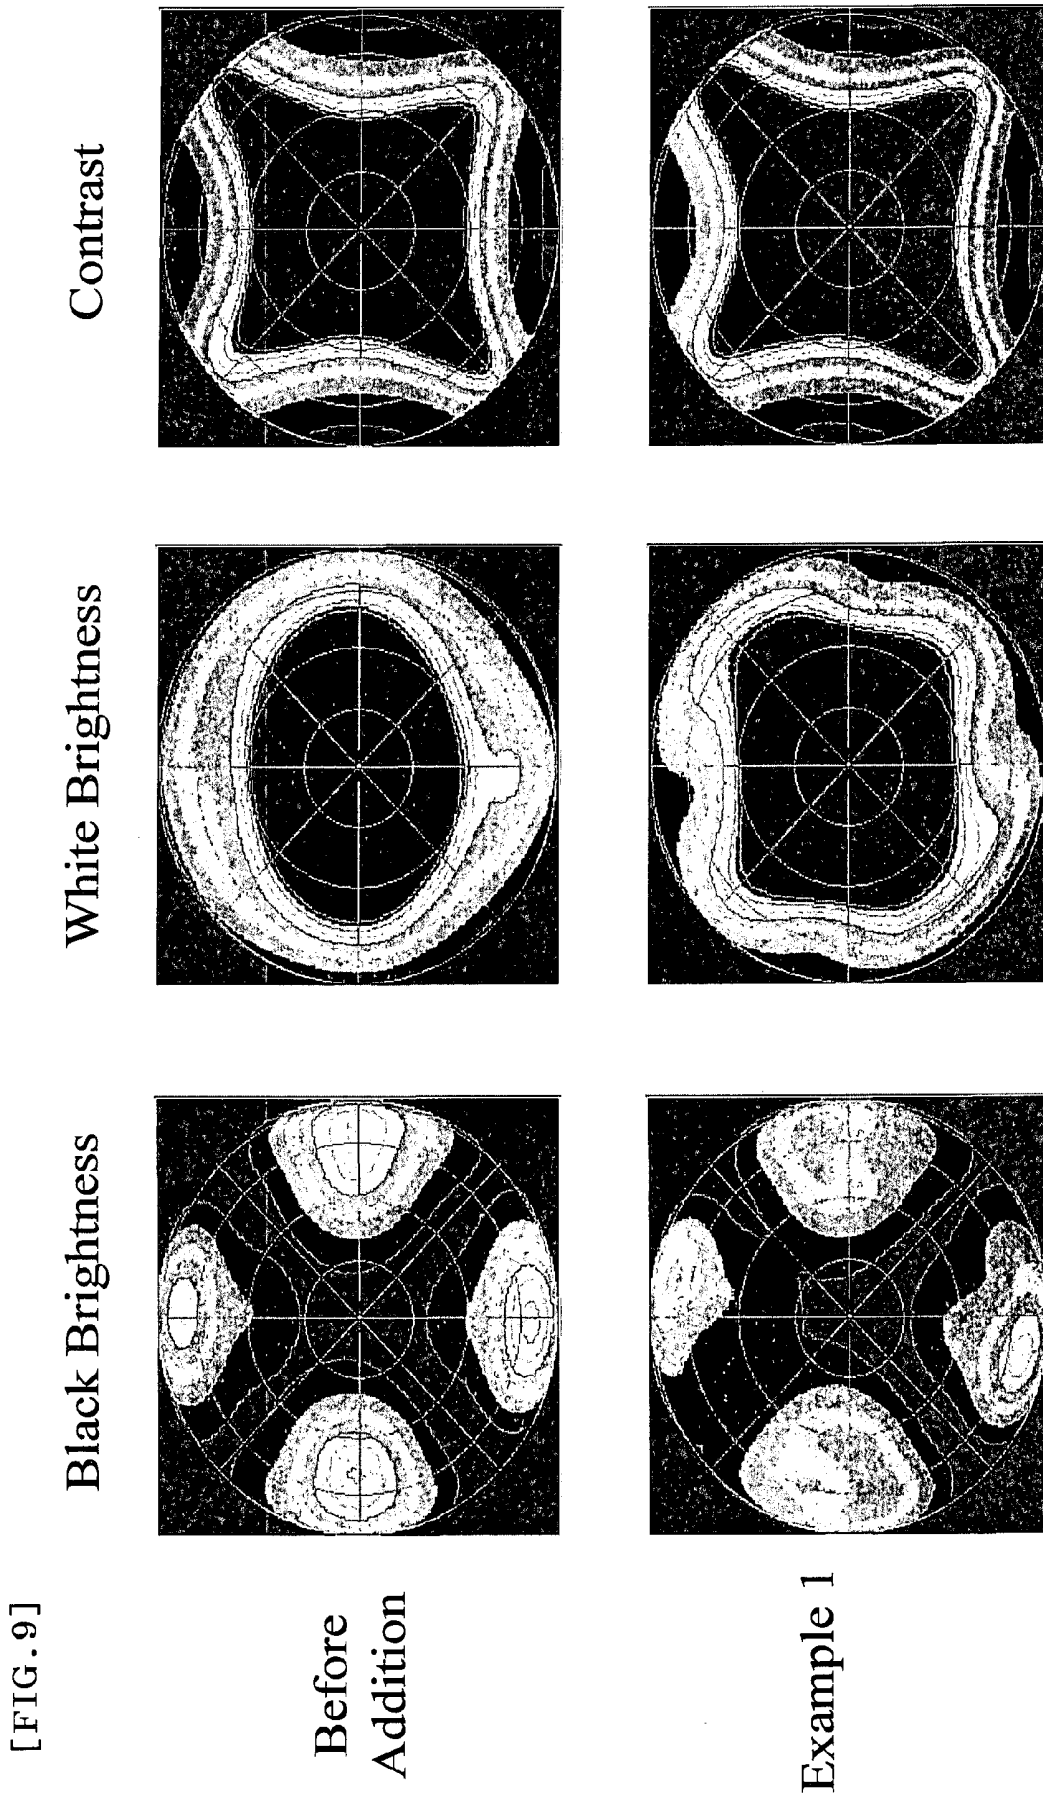 [FIG.9]
Black Brightness
White Brightness
Contrast
Before
Addition
Example 1